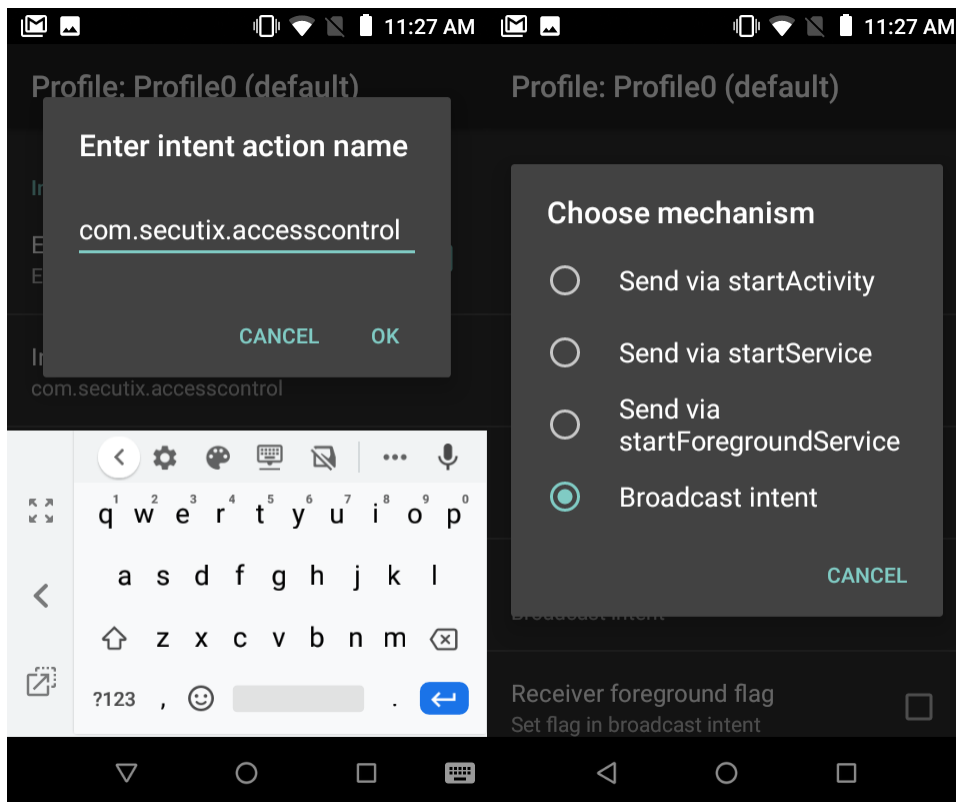 11:27 AM
Profile: Profile0 (default)
Enter intent action name
com.secutix.accesscontrol
CANCEL OK
com.secutix.accesscontrol
1 2 3 4 5 6 7 8 9 0
q w e r t y u i o p
a s d f g h j k l
z x c v b n m
?123 , .
11:27 AM
Profile: Profile0 (default)
Choose mechanism
Send via startActivity
Send via startService
Send via
startForegroundService
Broadcast intent
CANCEL
Broadcast intent
Receiver foreground flag
Set flag in broadcast intent